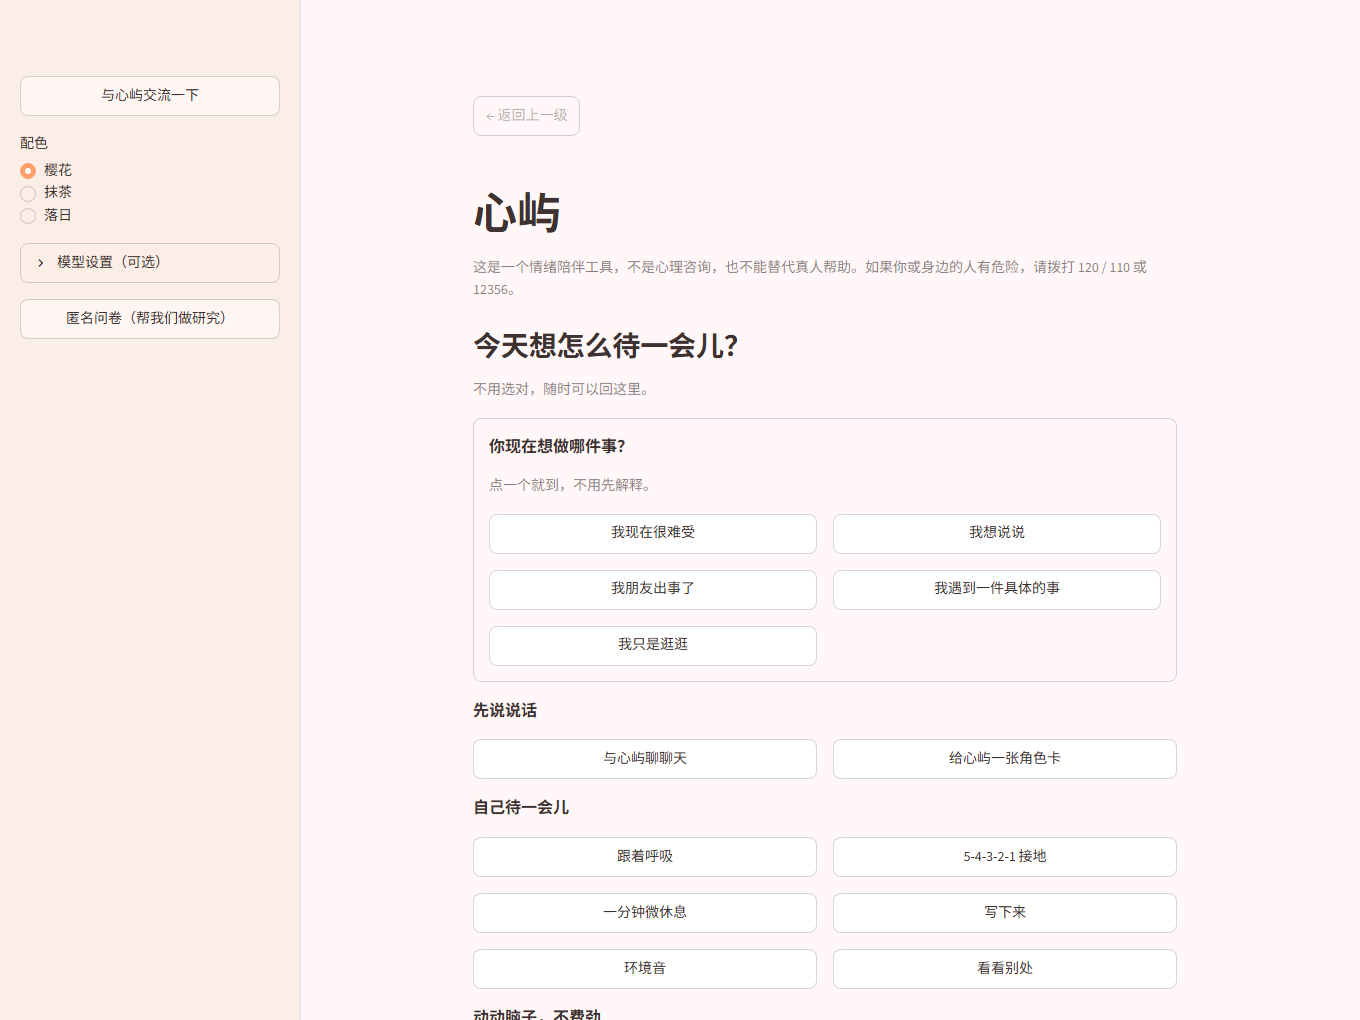 与心屿交流一下
配色
樱花
抹茶
落日
模型设置（可选）
匿名问卷（帮我们做研究）
← 返回上一级
心屿
这是一个情绪陪伴工具，不是心理咨询，也不能替代真人帮助。如果你或身边的人有危险，请拨打 120 / 110 或
12356。
今天想怎么待一会儿？
不用选对，随时可以回这里。
你现在想做哪件事？
点一个就到，不用先解释。
我现在很难受
我想说说
我朋友出事了
我遇到一件具体的事
我只是逛逛
先说说话
与心屿聊聊天
给心屿一张角色卡
自己待一会儿
跟着呼吸
5-4-3-2-1 接地
一分钟微休息
写下来
环境音
看看别处
动动脑子，不费劲